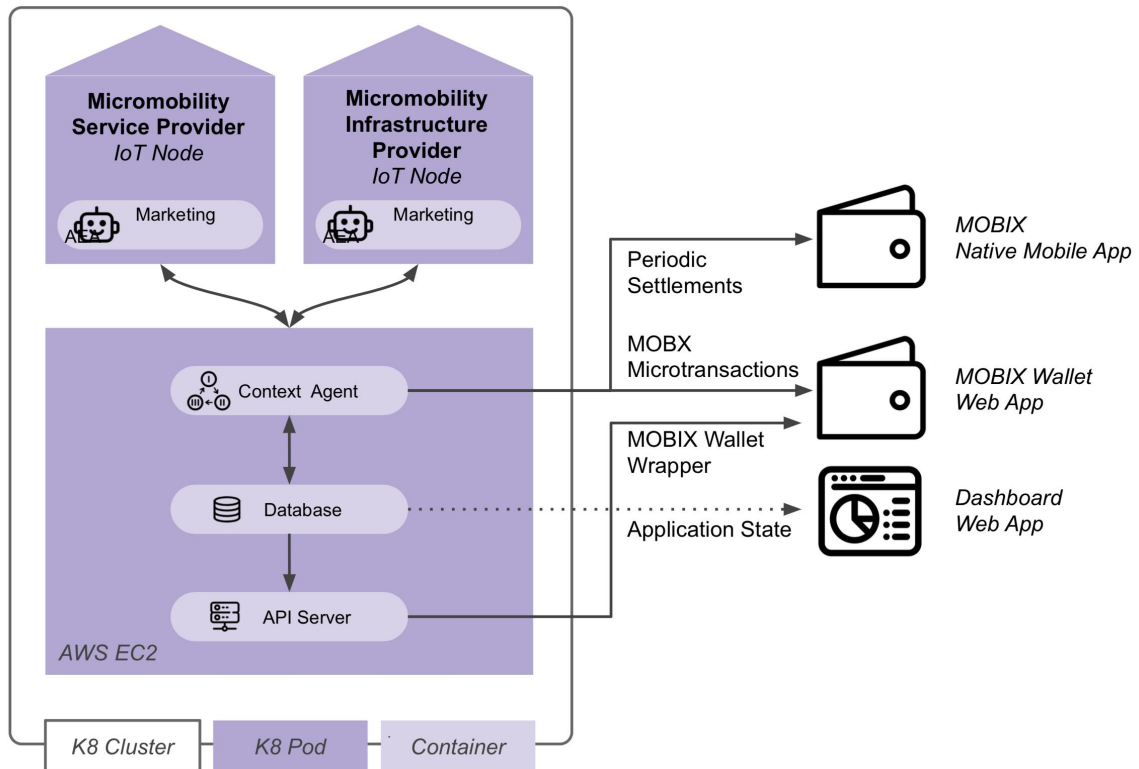 Micromobility
Service Provider
IoT Node
Marketing
AEA
Micromobility
Infrastructure
Provider
IoT Node
Marketing
AEA
Periodic
Settlements
MOBIX
Native Mobile App
MOBX
Microtransactions
MOBIX Wallet
Web App
I
III
II
Context Agent
MOBIX Wallet
Wrapper
Database
Application State
Dashboard
Web App
API Server
AWS EC2
K8 Cluster
K8 Pod
Container